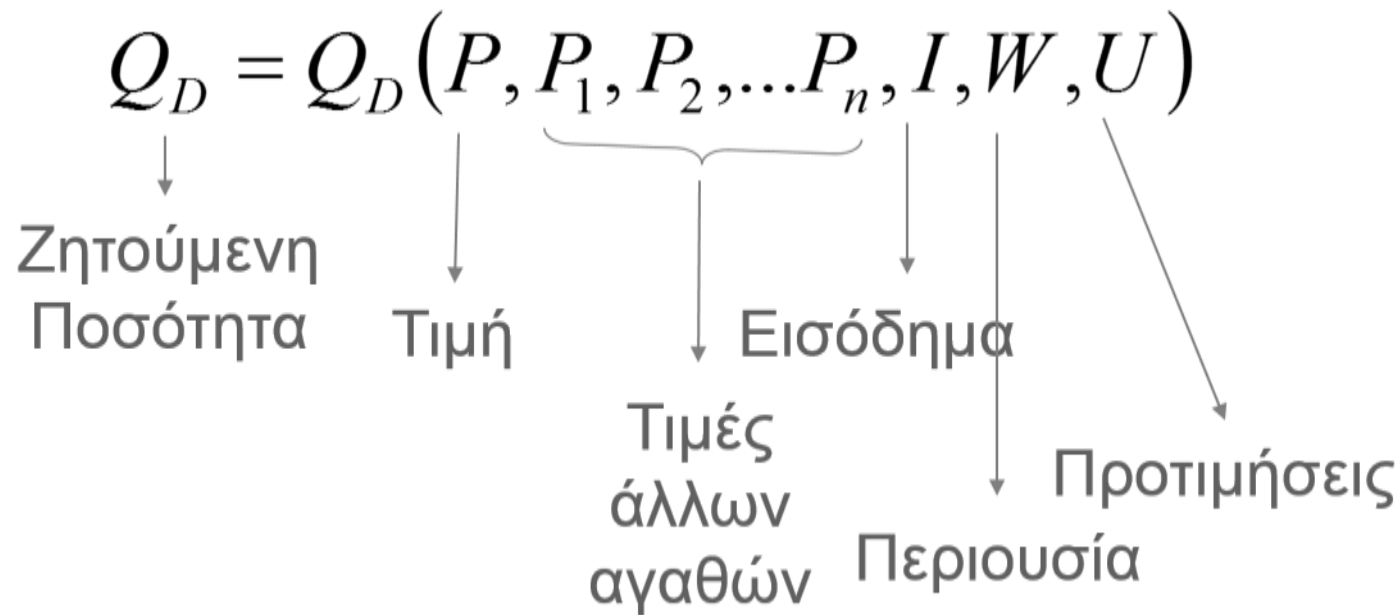 Q_D = Q_D(P, P_1, P_2, ...P_n, I, W, U)
Ζητούμενη
Ποσότητα
Τιμή
Τιμές
άλλων
αγαθών
Εισόδημα
Περιουσία
Προτιμήσεις